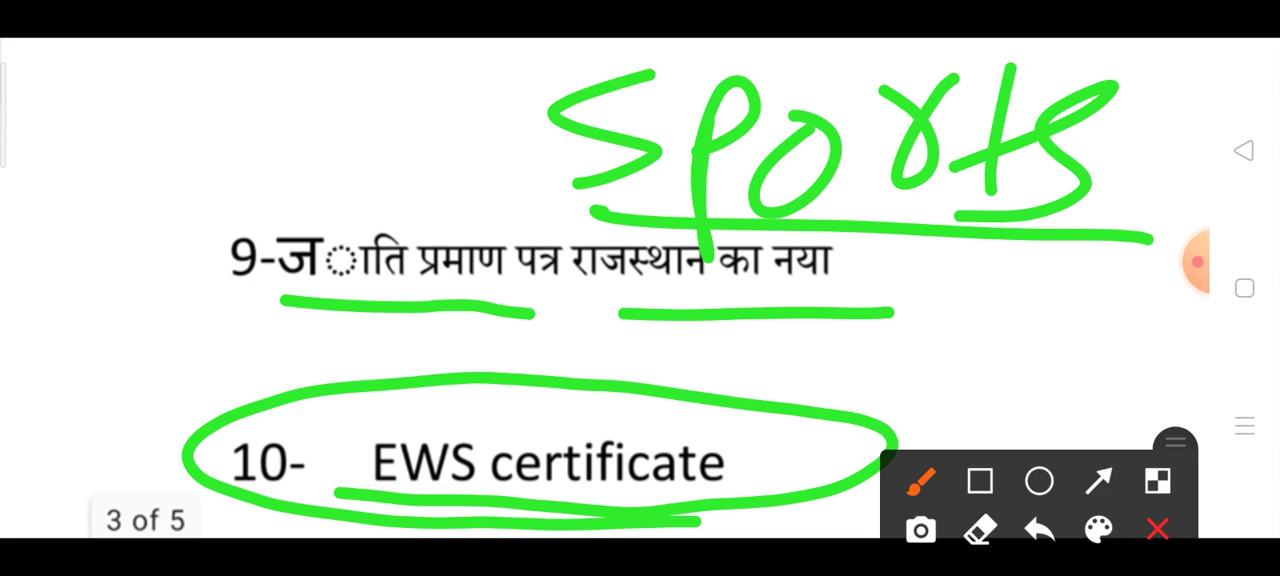 sports
9-जाति प्रमाण पत्र राजस्थान का नया
10- EWS certificate
3 of 5